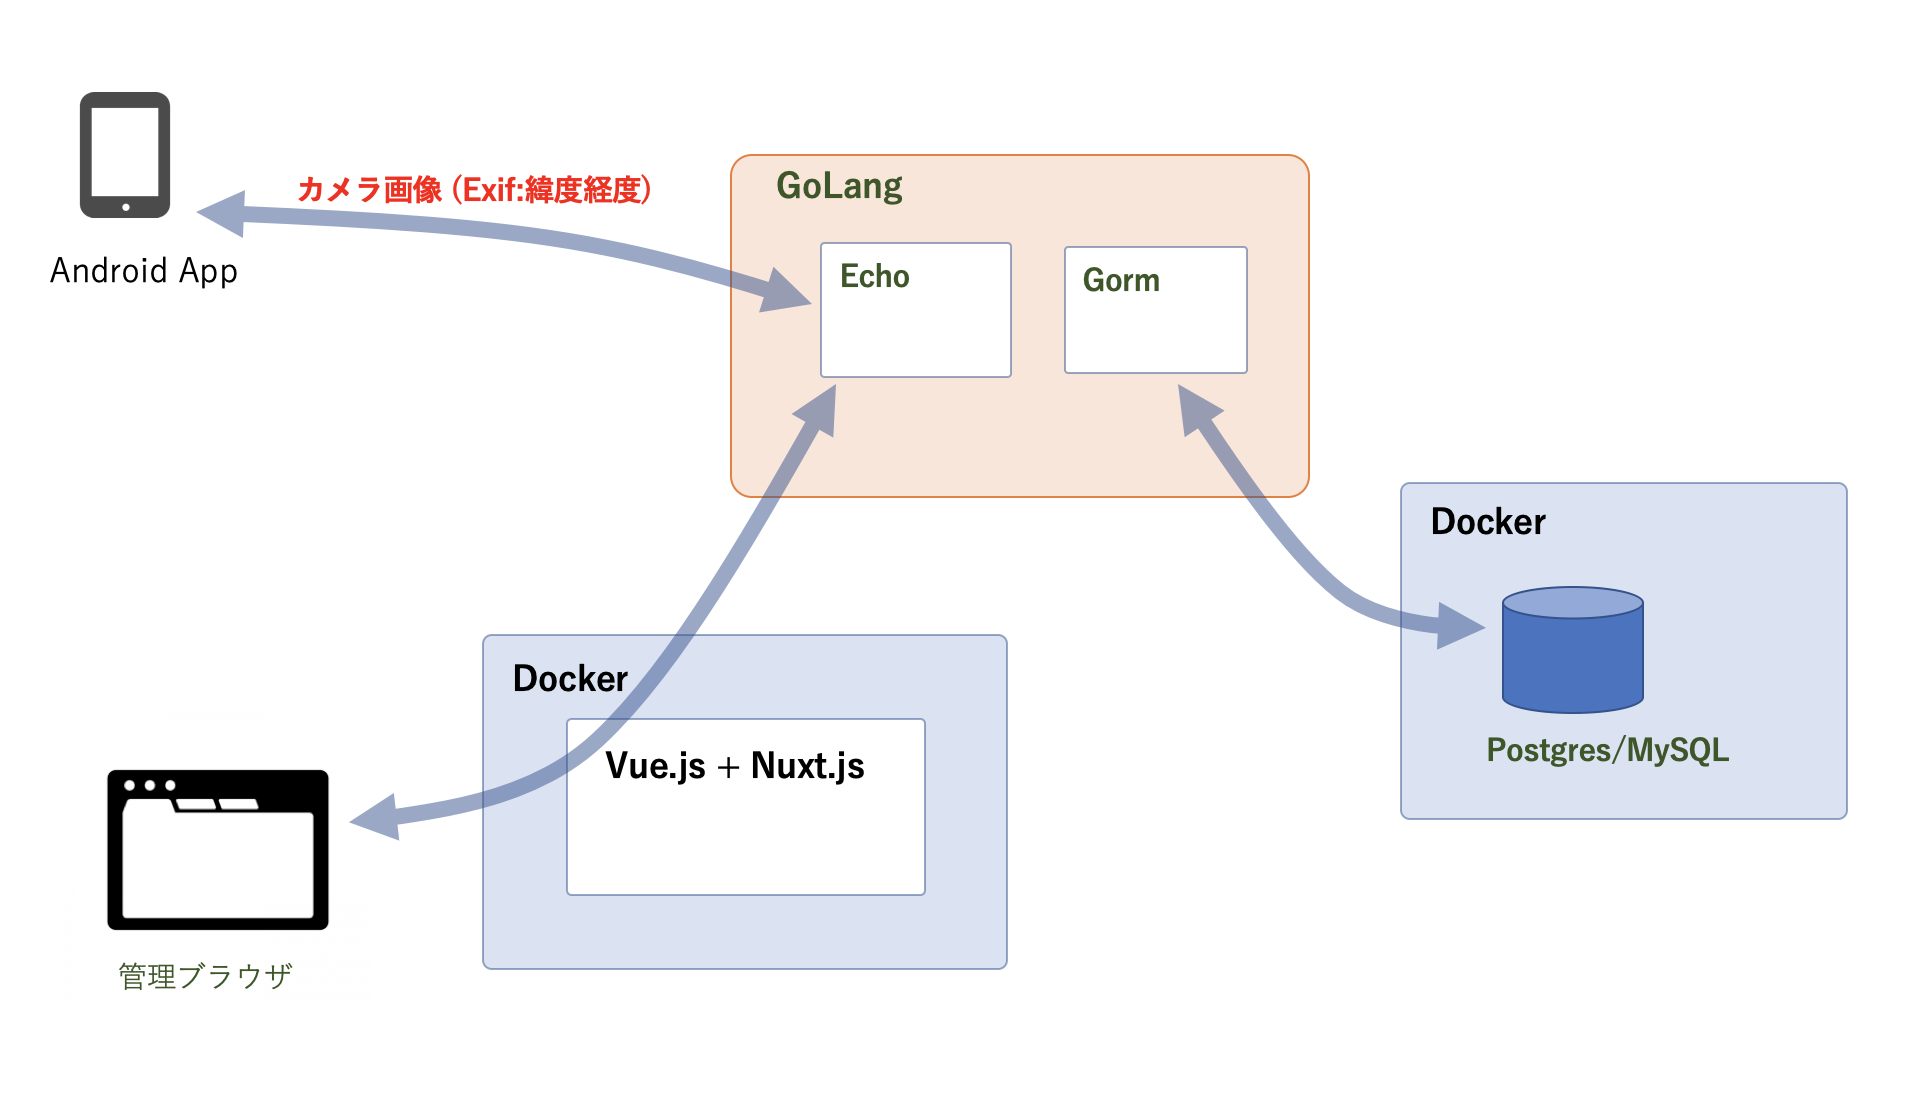 カメラ画像 (Exif:緯度経度)
Android App
GoLang
Echo
Gorm
Docker
Postgres/MySQL
Docker
Vue.js + Nuxt.js
管理ブラウザ